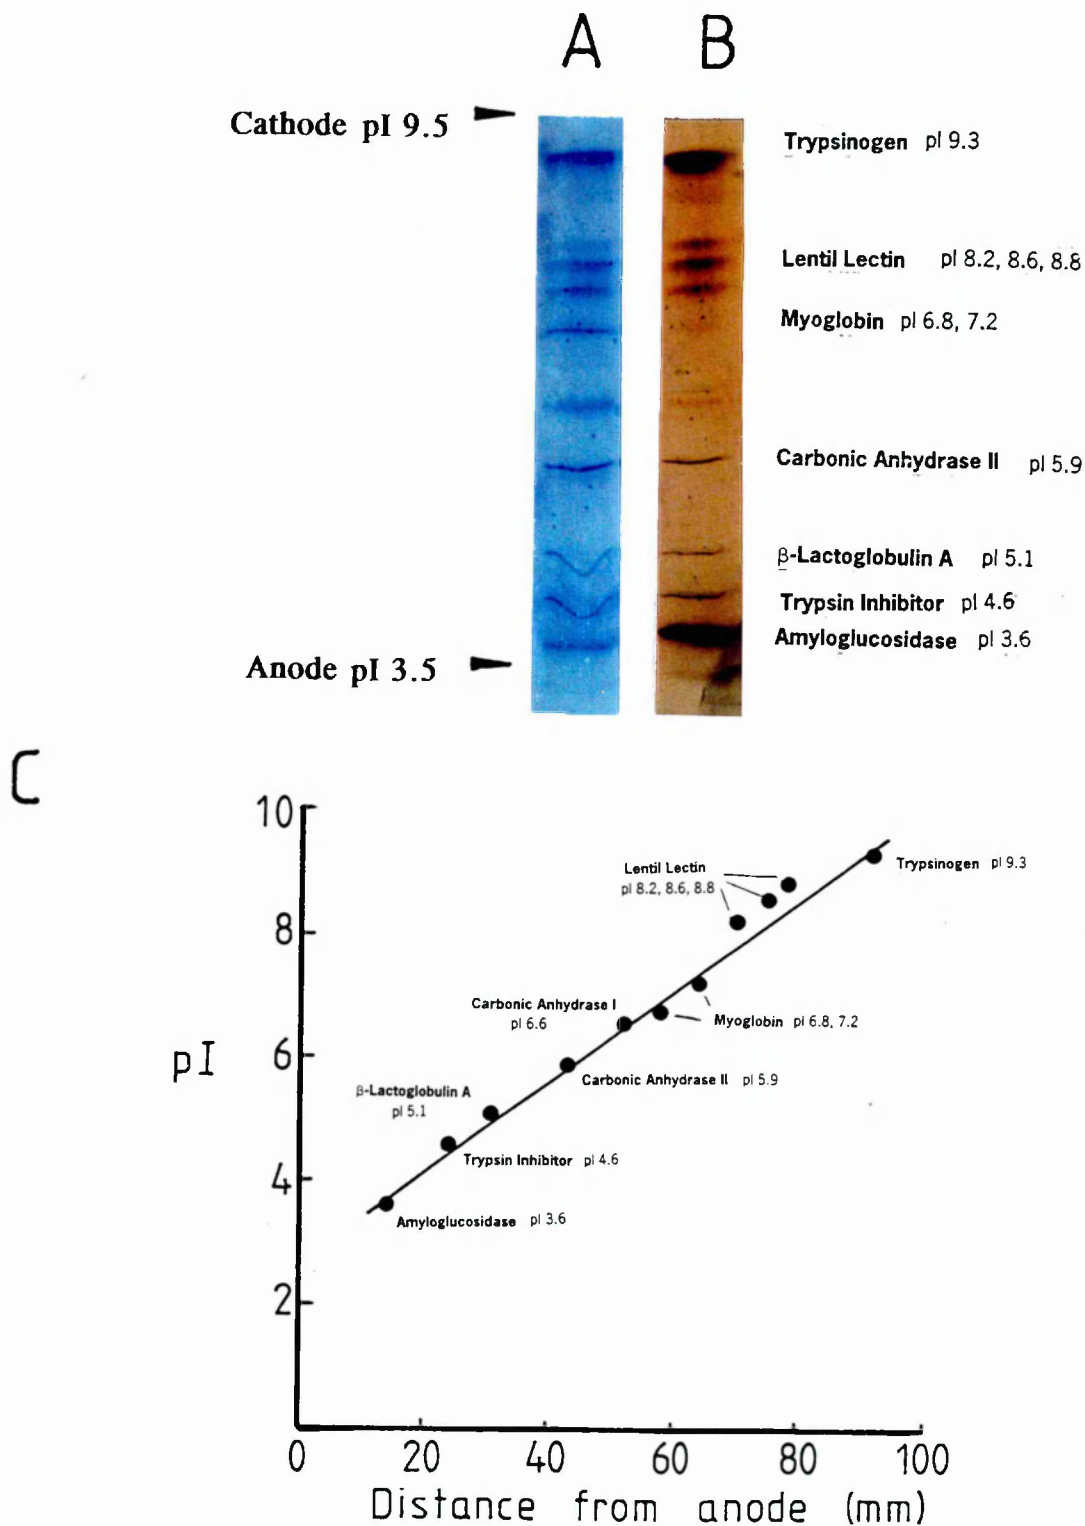 A B
Cathode pI 9.5
Trypsinogen pI 9.3
Lentil Lectin pI 8.2, 8.6, 8.8
Myoglobin pI 6.8, 7.2
Carbonic Anhydrase II pI 5.9
β-Lactoglobulin A pI 5.1
Trypsin Inhibitor pI 4.6
Amyloglucosidase pI 3.6
Anode pI 3.5
C
10
8
6
4
2
pI
Lentil Lectin
pI 8.2, 8.6, 8.8
Trypsinogen pI 9.3
Carbonic Anhydrase I
pI 6.6
Myoglobin pI 6.8, 7.2
Carbonic Anhydrase II pI 5.9
β-Lactoglobulin A
pI 5.1
Trypsin Inhibitor pI 4.6
Amyloglucosidase pI 3.6
0 20 40 60 80 100
Distance from anode (mm)